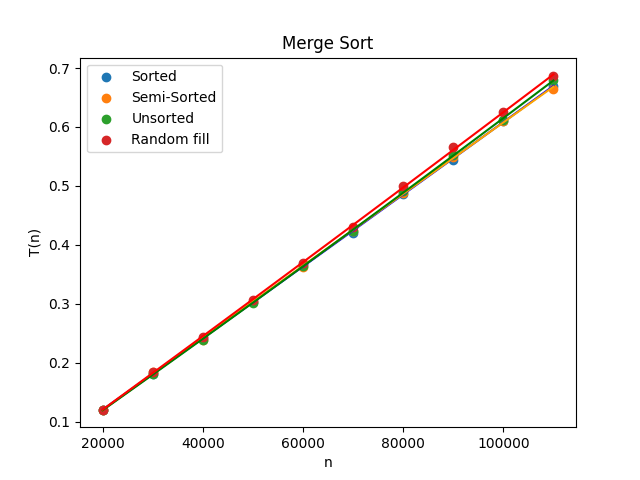 Merge Sort
Sorted
Semi-Sorted
Unsorted
Random fill
T(n)
0.7
0.6
0.5
0.4
0.3
0.2
0.1
20000
40000
60000
80000
100000
n